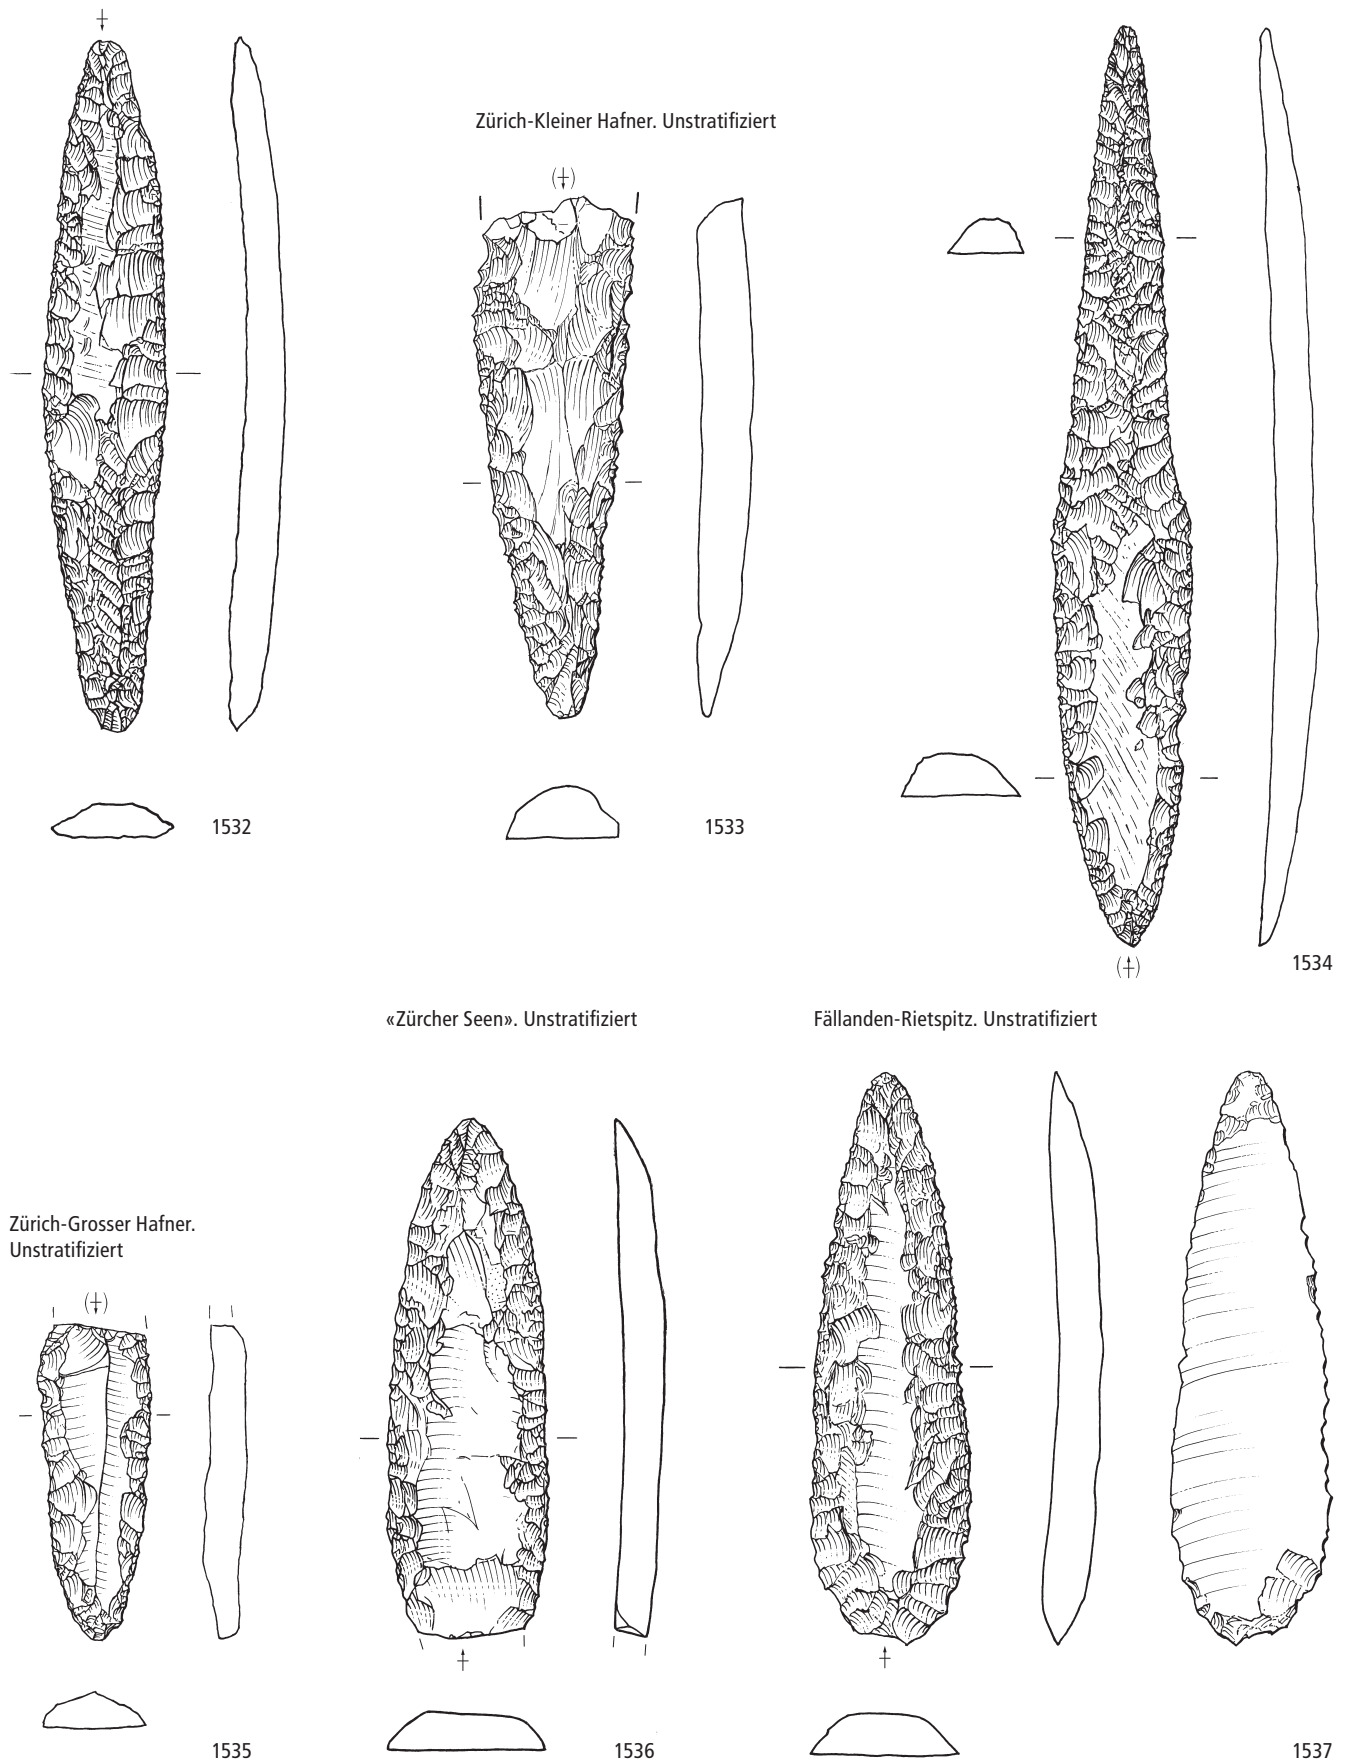 Zürich-Kleiner Hafner. Unstratifiziert
1532
1533
1534
«Zürcher Seen». Unstratifiziert
Fällanden-Rietspitz. Unstratifiziert
Zürich-Grosser Hafner.
Unstratifiziert
1535
1536
1537